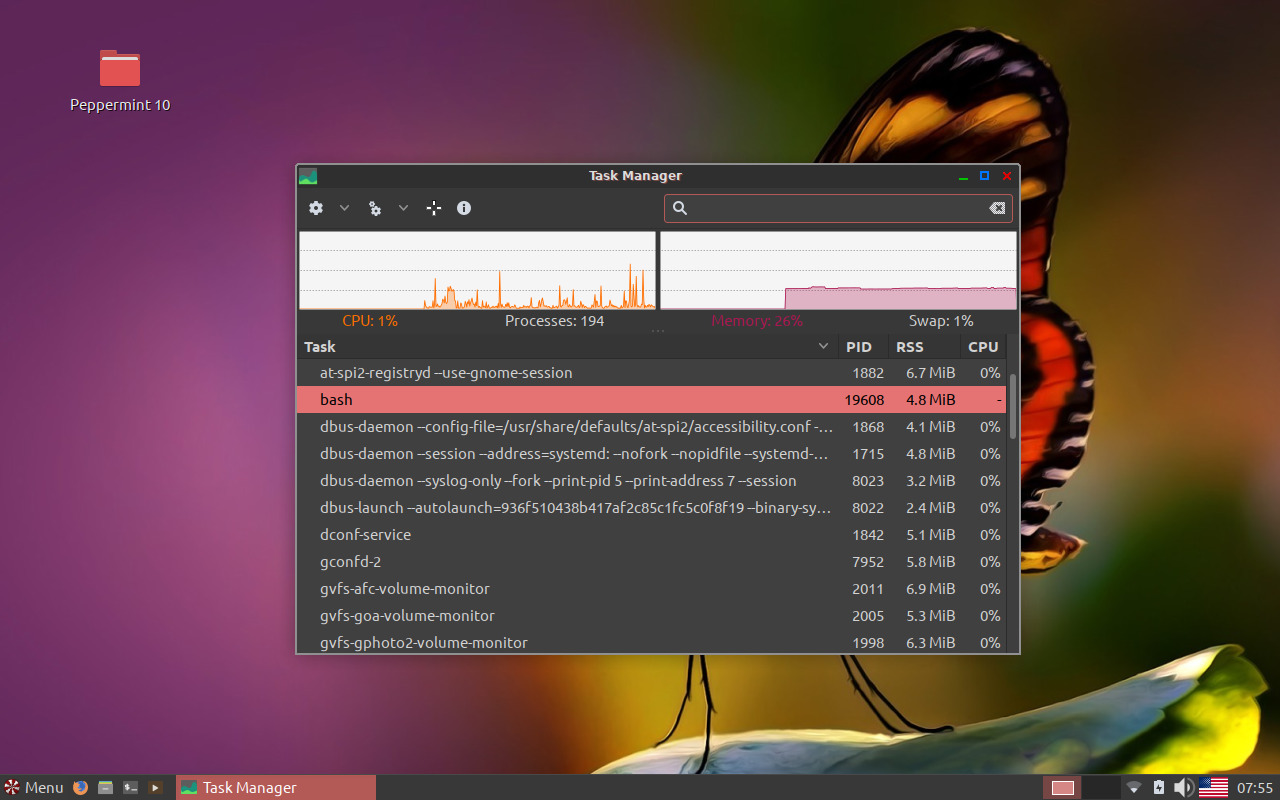 Peppermint 10
Task Manager
CPU: 1% Processes: 194 Memory: 26% Swap: 1%
Task PID RSS CPU
at-spi2-registryd --use-gnome-session 1882 6.7 MiB 0%
bash 19608 4.8 MiB -
dbus-daemon --config-file=/usr/share/defaults/at-spi2/accessibility.conf -... 1868 4.1 MiB 0%
dbus-daemon --session --address=systemd: --nofork --nopidfile --systemd-... 1715 4.8 MiB 0%
dbus-daemon --syslog-only --fork --print-pid 5 --print-address 7 --session 8023 3.2 MiB 0%
dbus-launch --autolaunch=936f510438b417af2c85c1fc5c0f8f19 --binary-sy... 8022 2.4 MiB 0%
dconf-service 1842 5.1 MiB 0%
gconfd-2 7952 5.8 MiB 0%
gvfs-afc-volume-monitor 2011 6.9 MiB 0%
gvfs-goa-volume-monitor 2005 5.3 MiB 0%
gvfs-gphoto2-volume-monitor 1998 6.3 MiB 0%
Menu Task Manager 07:55